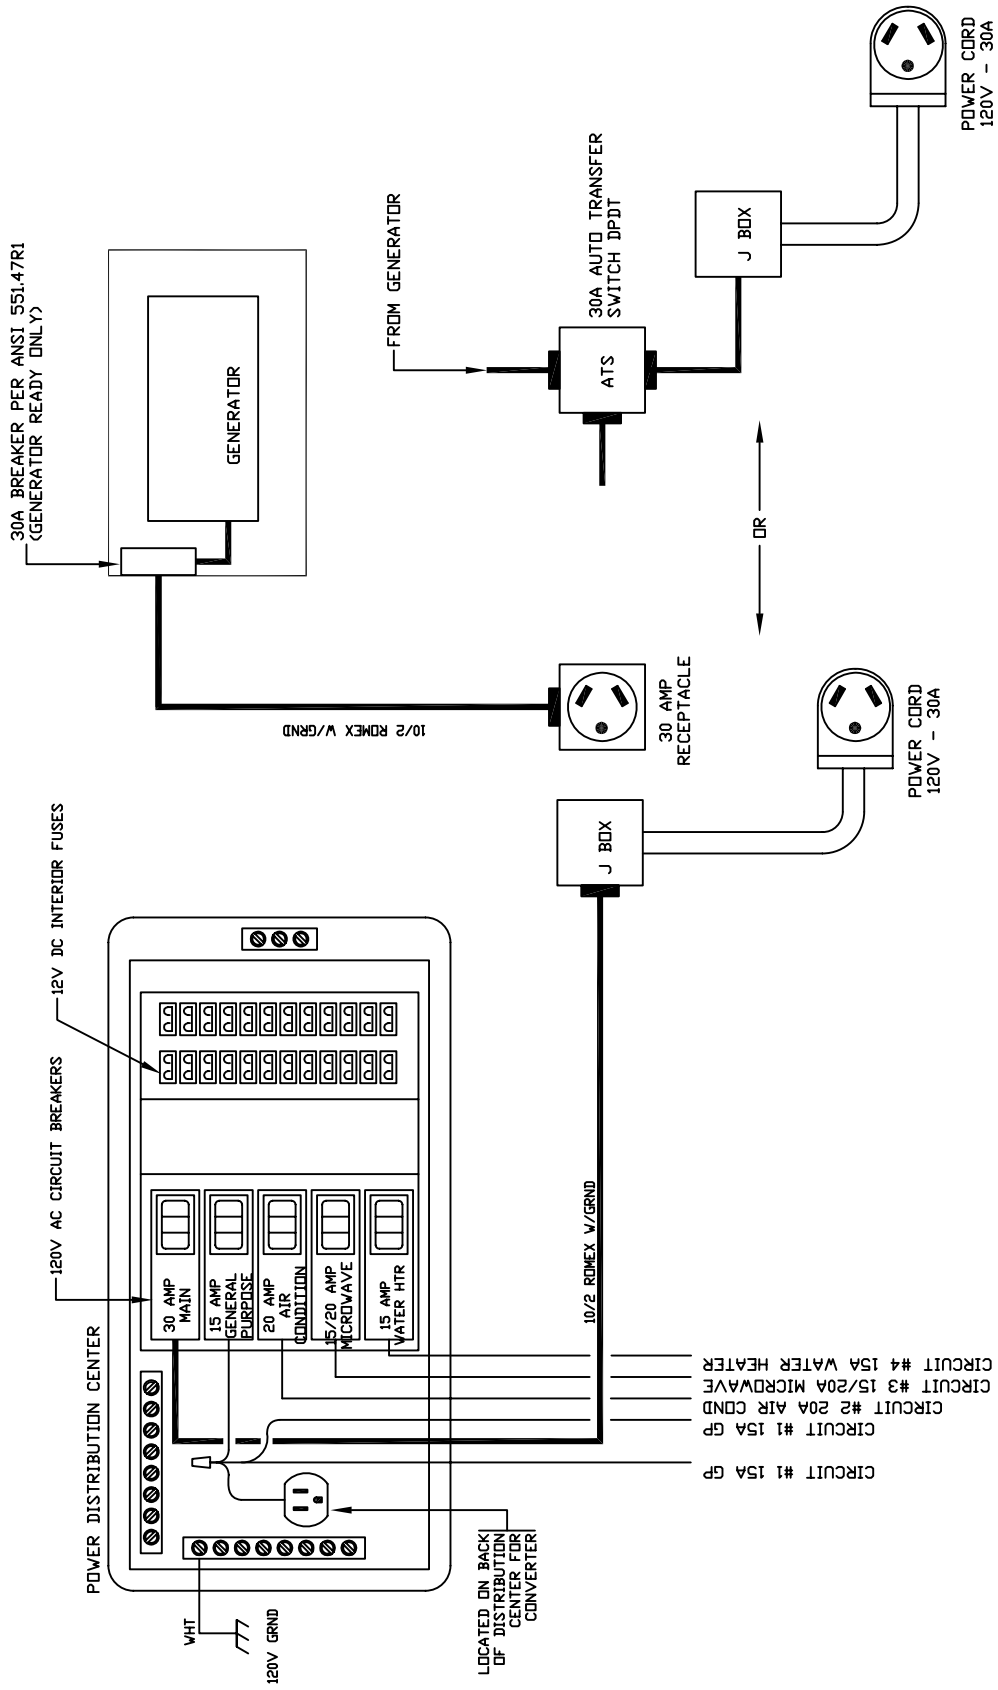 30A BREAKER PER ANSI 551.47R1
(GENERATOR READY ONLY)
GENERATOR
FROM GENERATOR
30A AUTO TRANSFER
SWITCH DPDT
ATS
J BOX
POWER CORD
120V - 30A
OR
10/2 ROMEX W/GRND
30 AMP
RECEPTACLE
J BOX
POWER CORD
120V - 30A
12V DC INTERIOR FUSES
120V AC CIRCUIT BREAKERS
POWER DISTRIBUTION CENTER
30 AMP
MAIN
15 AMP
GENERAL
PURPOSE
20 AMP
AIR
CONDITION
15/20 AMP
MICROWAVE
15 AMP
WATER HTR
10/2 ROMEX W/GRND
CIRCUIT #4 15A WATER HEATER
CIRCUIT #3 15/20A MICROWAVE
CIRCUIT #2 20A AIR COND
CIRCUIT #1 15A GP
CIRCUIT #1 15A GP
WHT
120V GRND
LOCATED ON BACK
OF DISTRIBUTION
CENTER FOR
CONVERTER